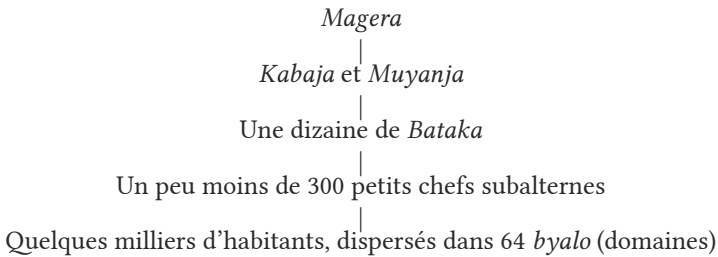 Magera
Kabaja et Muyanja
Une dizaine de Bataka
Un peu moins de 300 petits chefs subalternes
Quelques milliers d’habitants, dispersés dans 64 byalo (domaines)